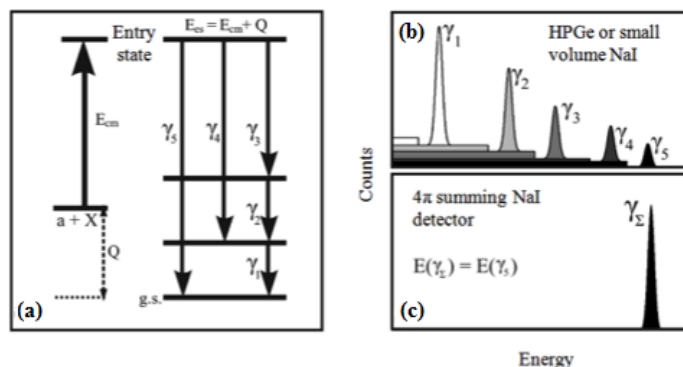 E_es = E_cm + Q
Entry
state
E_cm
γ₅
γ₄
γ₃
a + X
γ₂
Q
γ₁
g.s.
(a)
(b)
γ₁
HPGe or small
volume NaI
γ₂
γ₃
γ₄
γ₅
Counts
4π summing NaI
detector
γ_Σ
E(γ_Σ) = E(γ₅)
(c)
Energy